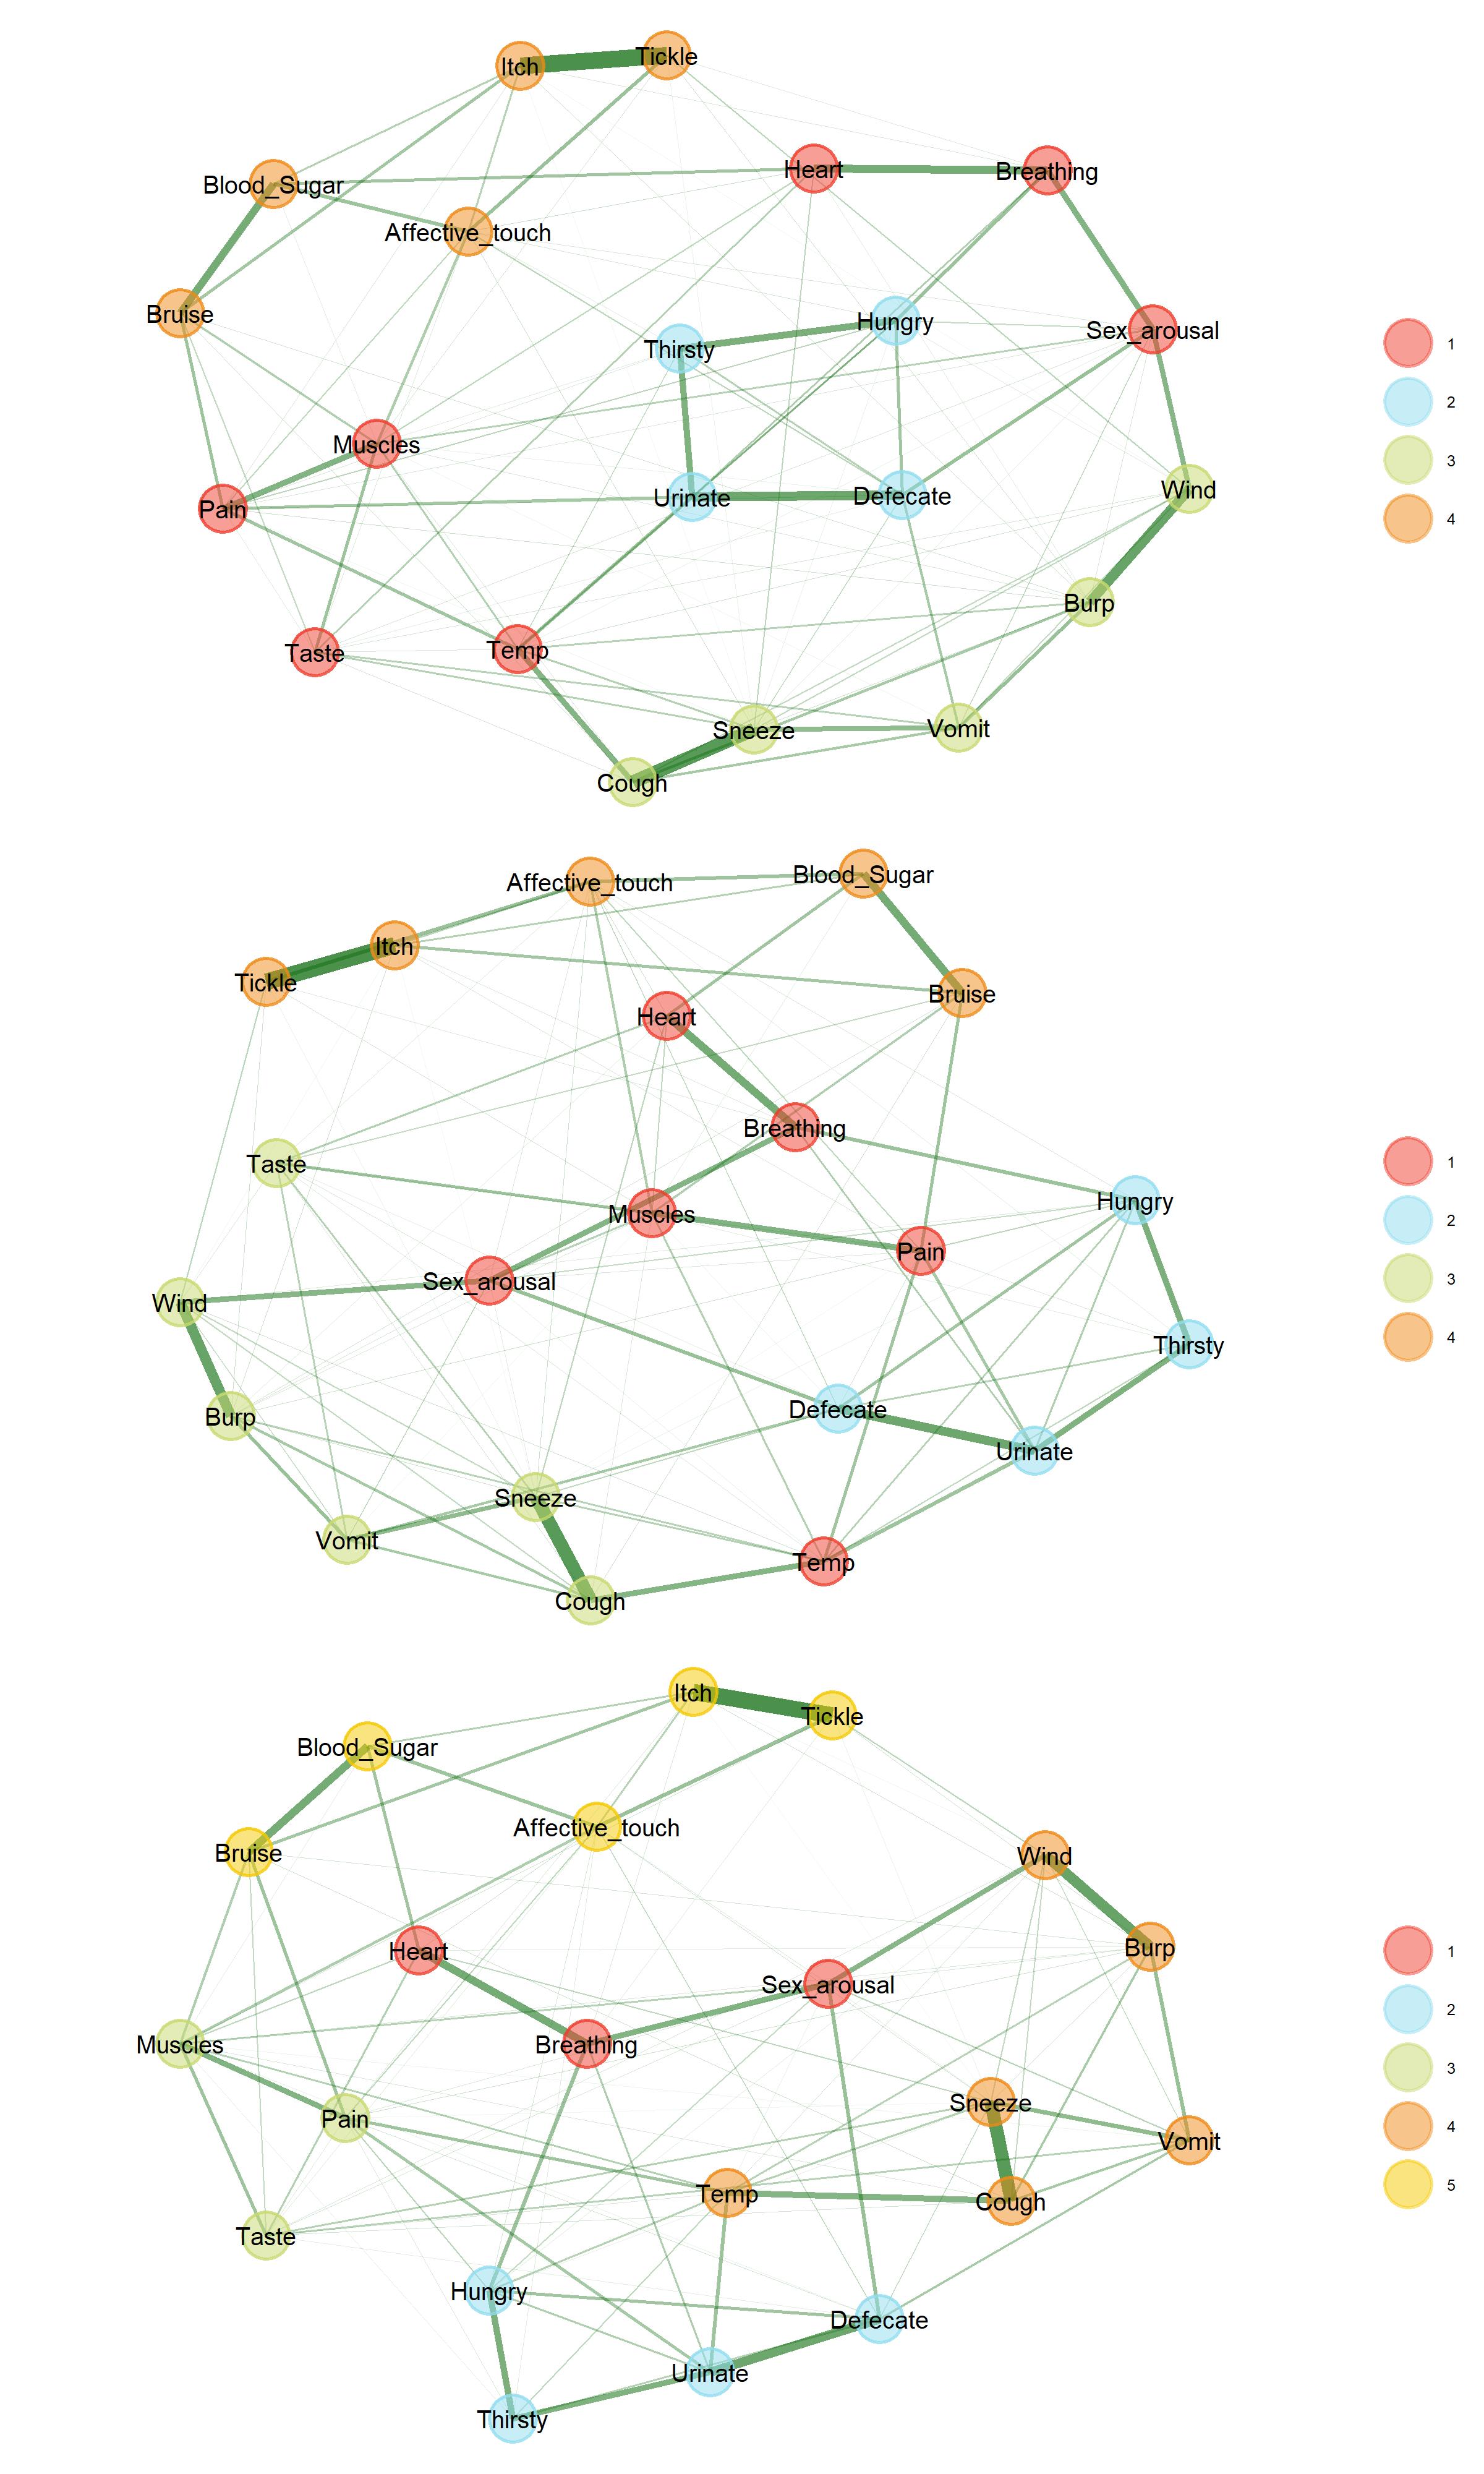 Itch
Tickle
Heart
Breathing
Blood_Sugar
Affective_touch
Bruise
Hungry
Sex_arousal
Thirsty
Muscles
Wind
Urinate
Defecate
Pain
Burp
Taste
Temp
Sneeze
Vomit
Cough
1
2
3
4
Affective_touch
Blood_Sugar
Itch
Tickle
Bruise
Heart
Breathing
Taste
Hungry
Muscles
Pain
Sex_arousal
Wind
Thirsty
Burp
Defecate
Urinate
Sneeze
Vomit
Temp
Cough
1
2
3
4
Itch
Tickle
Blood_Sugar
Affective_touch
Bruise
Wind
Burp
Heart
Sex_arousal
Muscles
Breathing
Sneeze
Pain
Vomit
Temp
Cough
Taste
Hungry
Defecate
Urinate
Thirsty
1
2
3
4
5